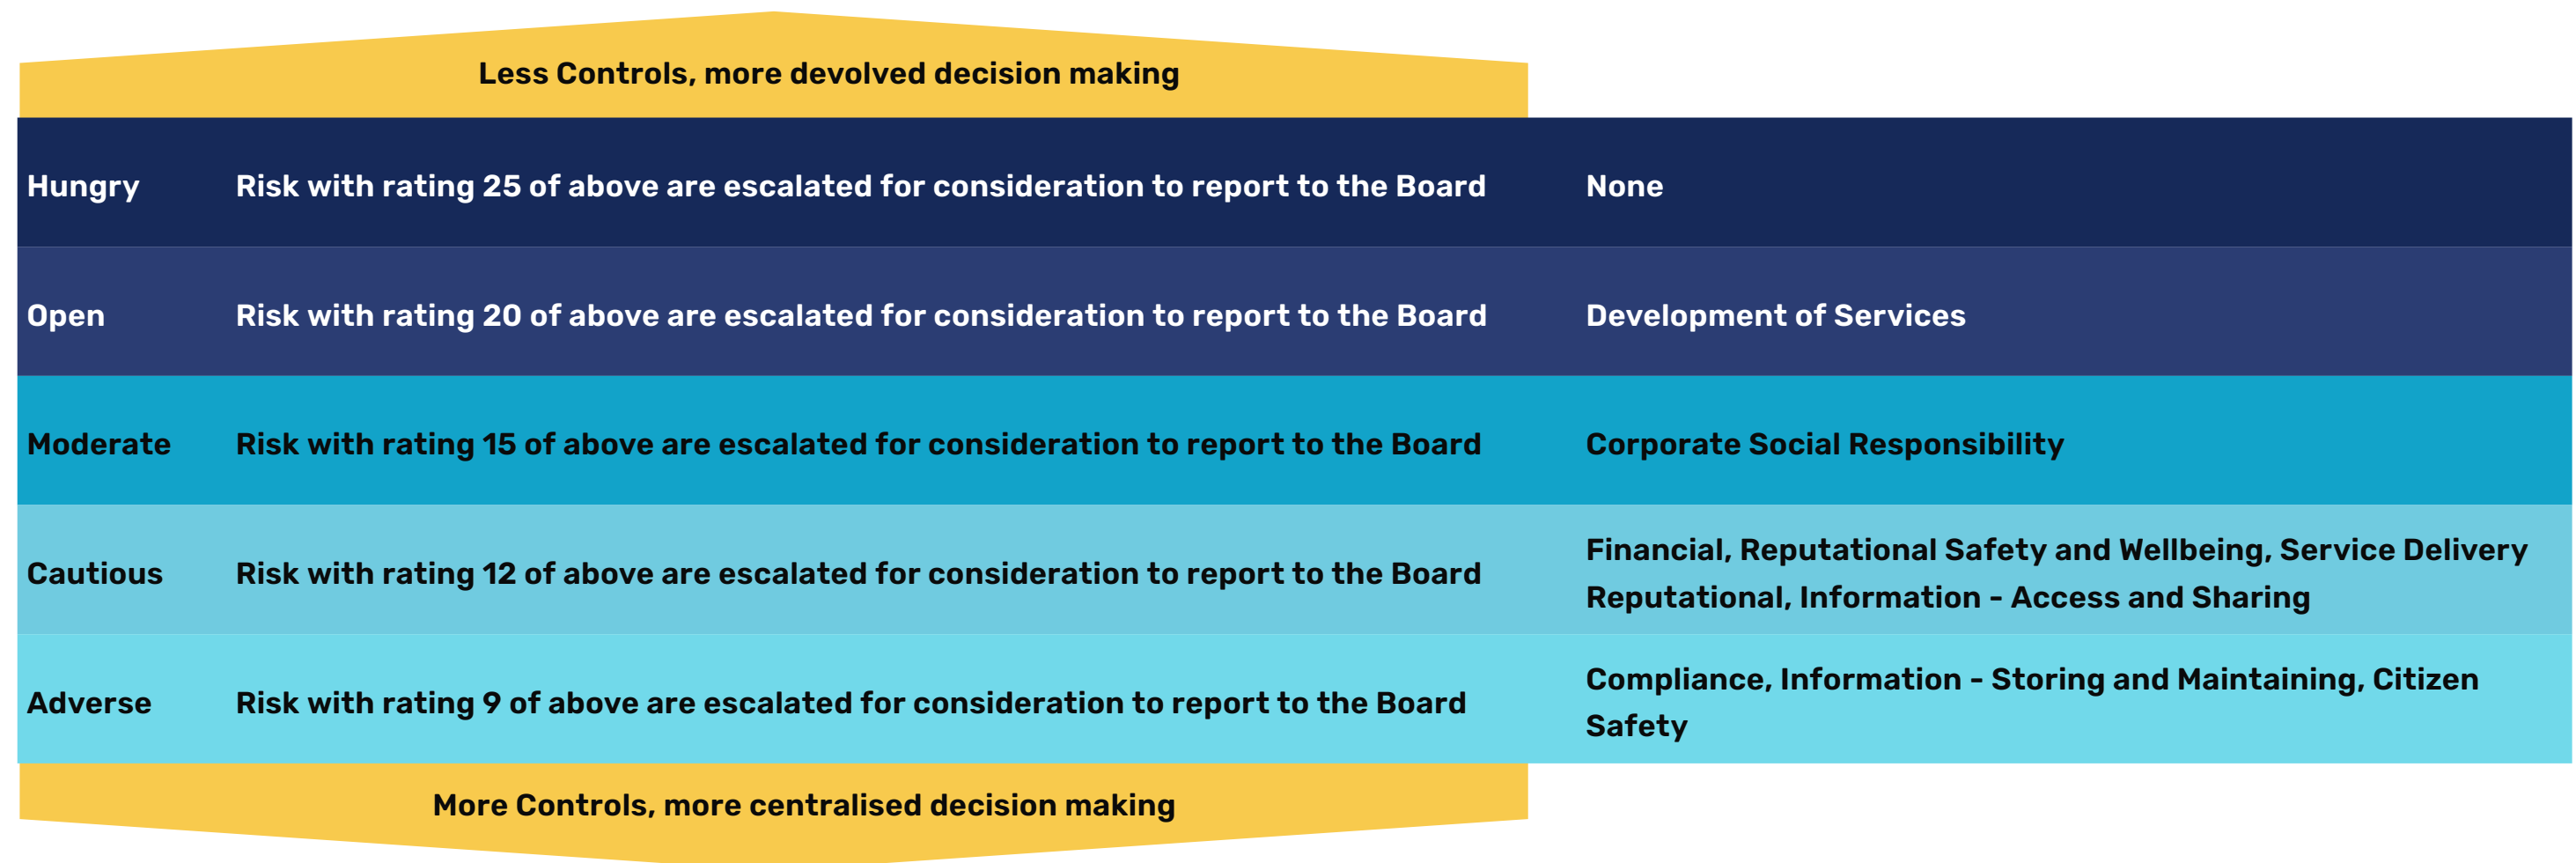 Less Controls, more devolved decision making
Hungry Risk with rating 25 of above are escalated for consideration to report to the Board None
Open Risk with rating 20 of above are escalated for consideration to report to the Board Development of Services
Moderate Risk with rating 15 of above are escalated for consideration to report to the Board Corporate Social Responsibility
Cautious Risk with rating 12 of above are escalated for consideration to report to the Board Financial, Reputational Safety and Wellbeing, Service Delivery
Reputational, Information - Access and Sharing
Adverse Risk with rating 9 of above are escalated for consideration to report to the Board Compliance, Information - Storing and Maintaining, Citizen
Safety
More Controls, more centralised decision making